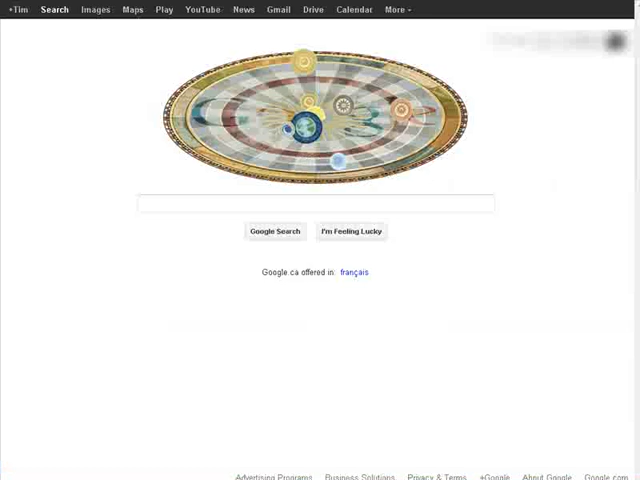 +Tim Search Images Maps Play YouTube News Gmail Drive Calendar More
Google Search I'm Feeling Lucky
Google.ca offered in: français
Advertising Programs Business Solutions Privacy & Terms +Google About Google Google.com